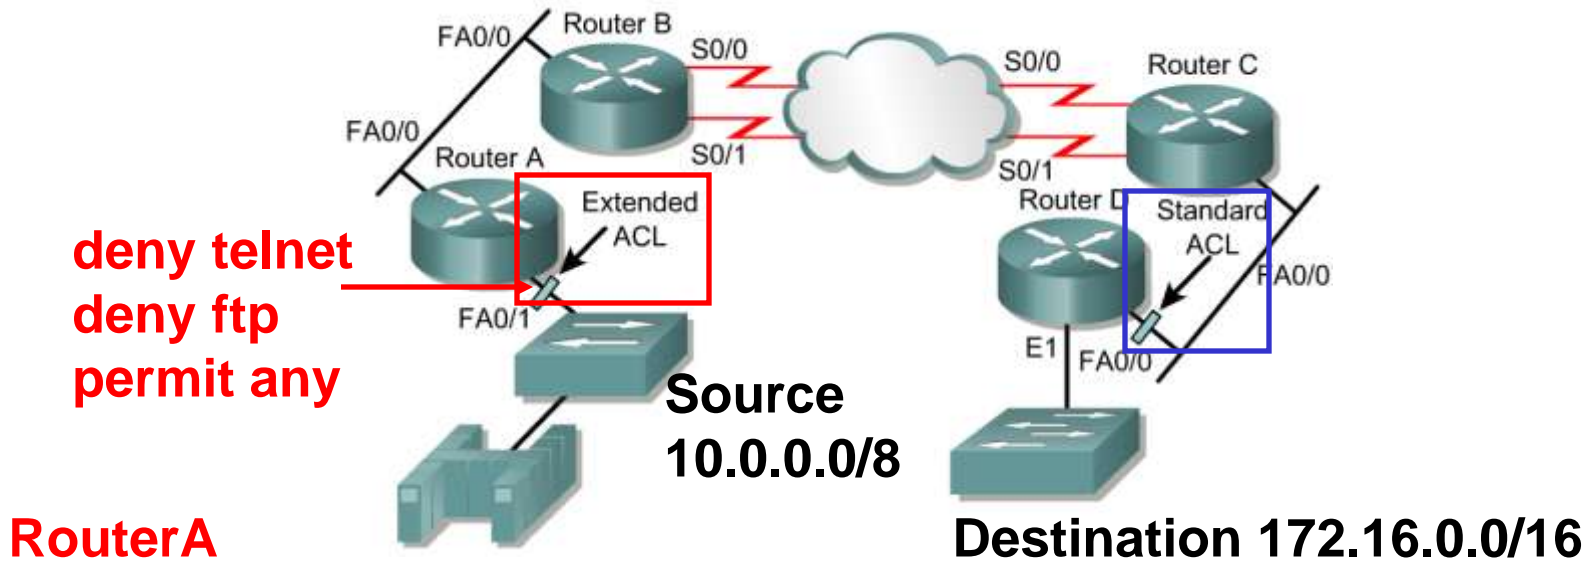 FA0/0
Router B
S0/0
S0/0
Router C
FA0/0
Router A
S0/1
S0/1
Extended
ACL
Router D
Standard
ACL
FA0/0
deny telnet
deny ftp
permit any
FA0/1
E1
FA0/0
Source
10.0.0.0/8
RouterA
Destination 172.16.0.0/16